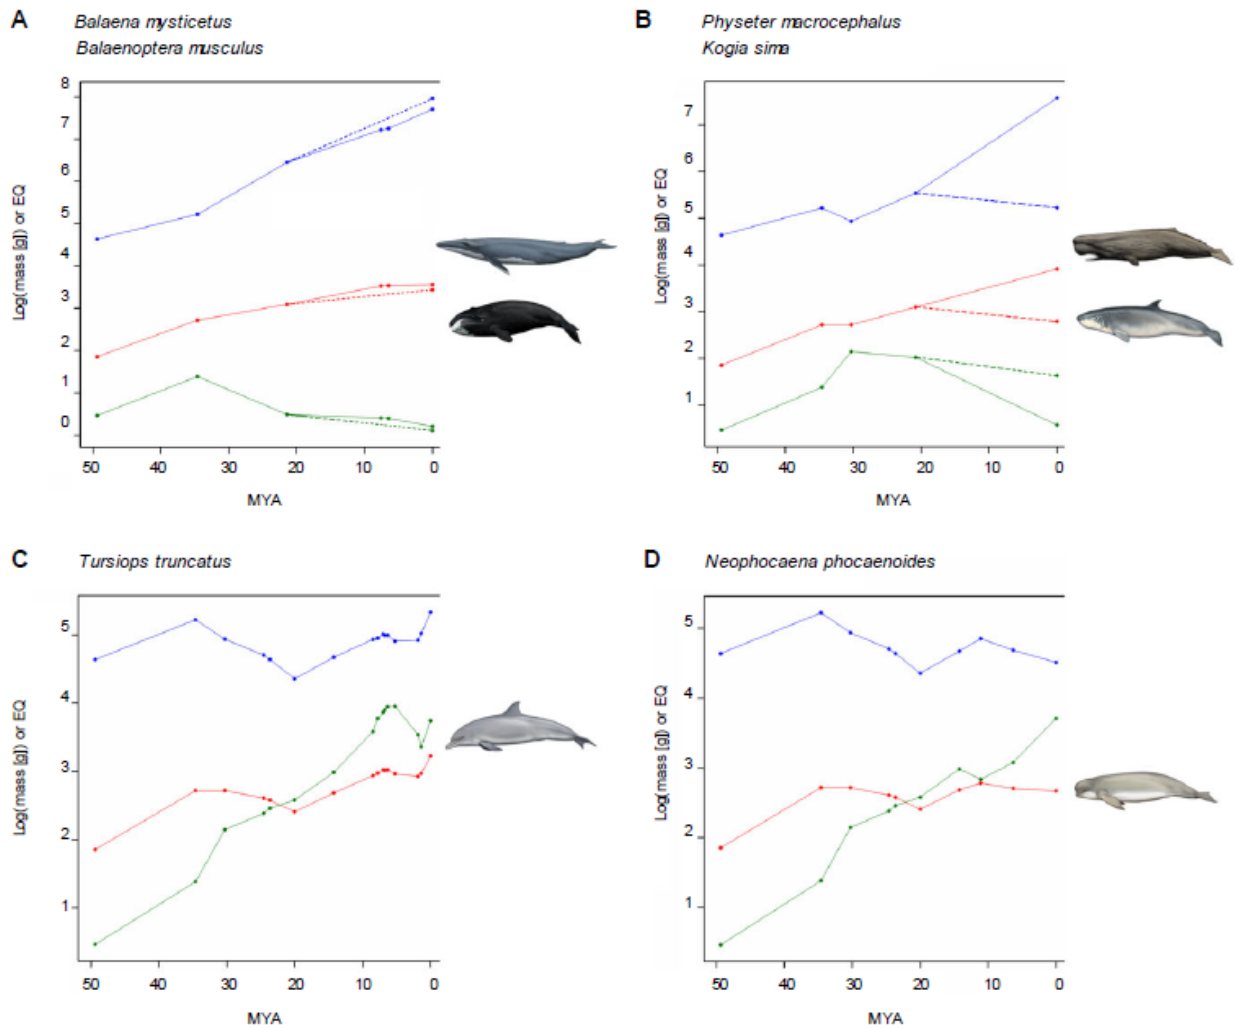 A
Balaena mysticetus
Balaenoptera musculus
8
7
6
5
4
3
2
1
0
Log(mass [g]) or EQ
50 40 30 20 10 0
MYA
B
Physeter macrocephalus
Kogia sima
7
6
5
4
3
2
1
Log(mass [g]) or EQ
50 40 30 20 10 0
MYA
C
Tursiops truncatus
5
4
3
2
1
Log(mass [g]) or EQ
50 40 30 20 10 0
MYA
D
Neophocaena phocaenoides
5
4
3
2
1
Log(mass [g]) or EQ
50 40 30 20 10 0
MYA